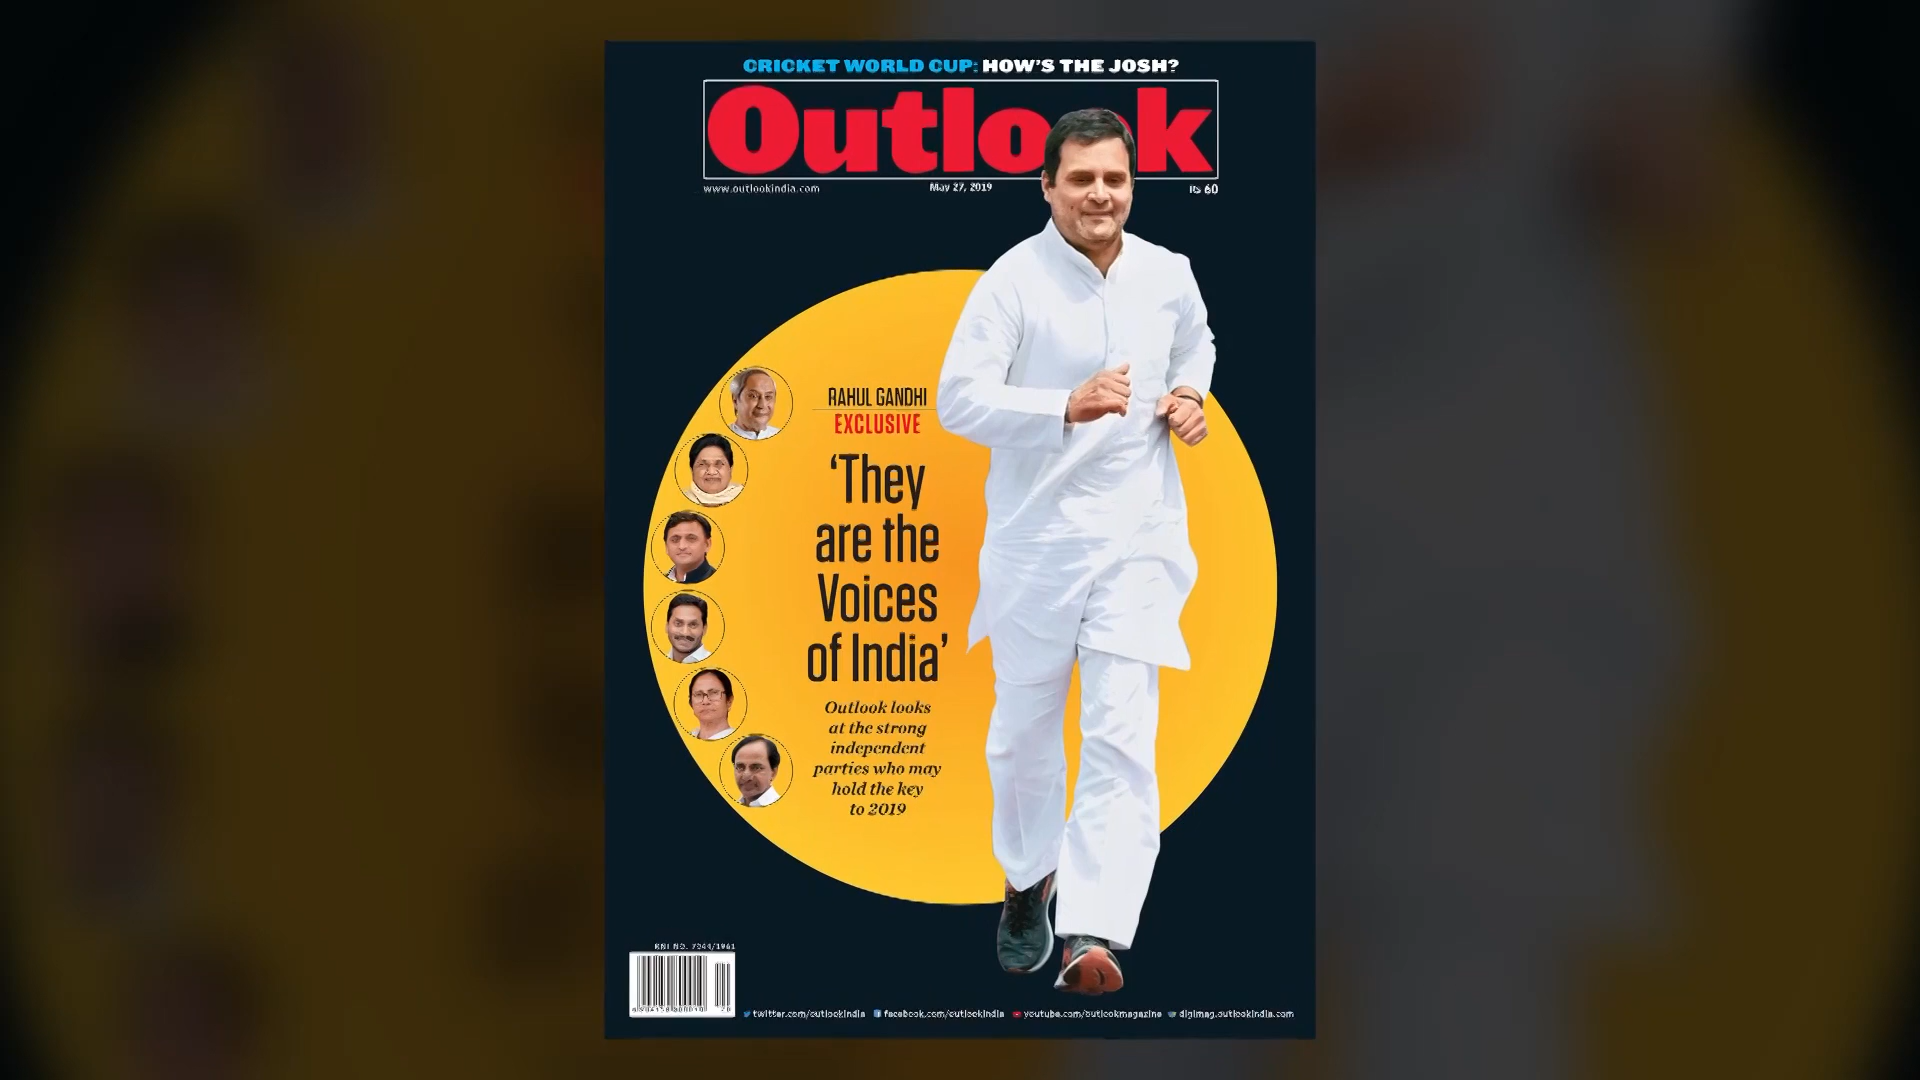 CRICKET WORLD CUP: HOW'S THE JOSH?
Outlook
www.outlookindia.com May 27, 2019 Rs 60
RAHUL GANDHI
EXCLUSIVE
'They
are the
Voices
of India'
Outlook looks
at the strong
independent
parties who may
hold the key
to 2019
RNI NO. 7044/1961
twitter.com/outlookindia facebook.com/outlookindia youtube.com/outlookmagazine digimag.outlookindia.com